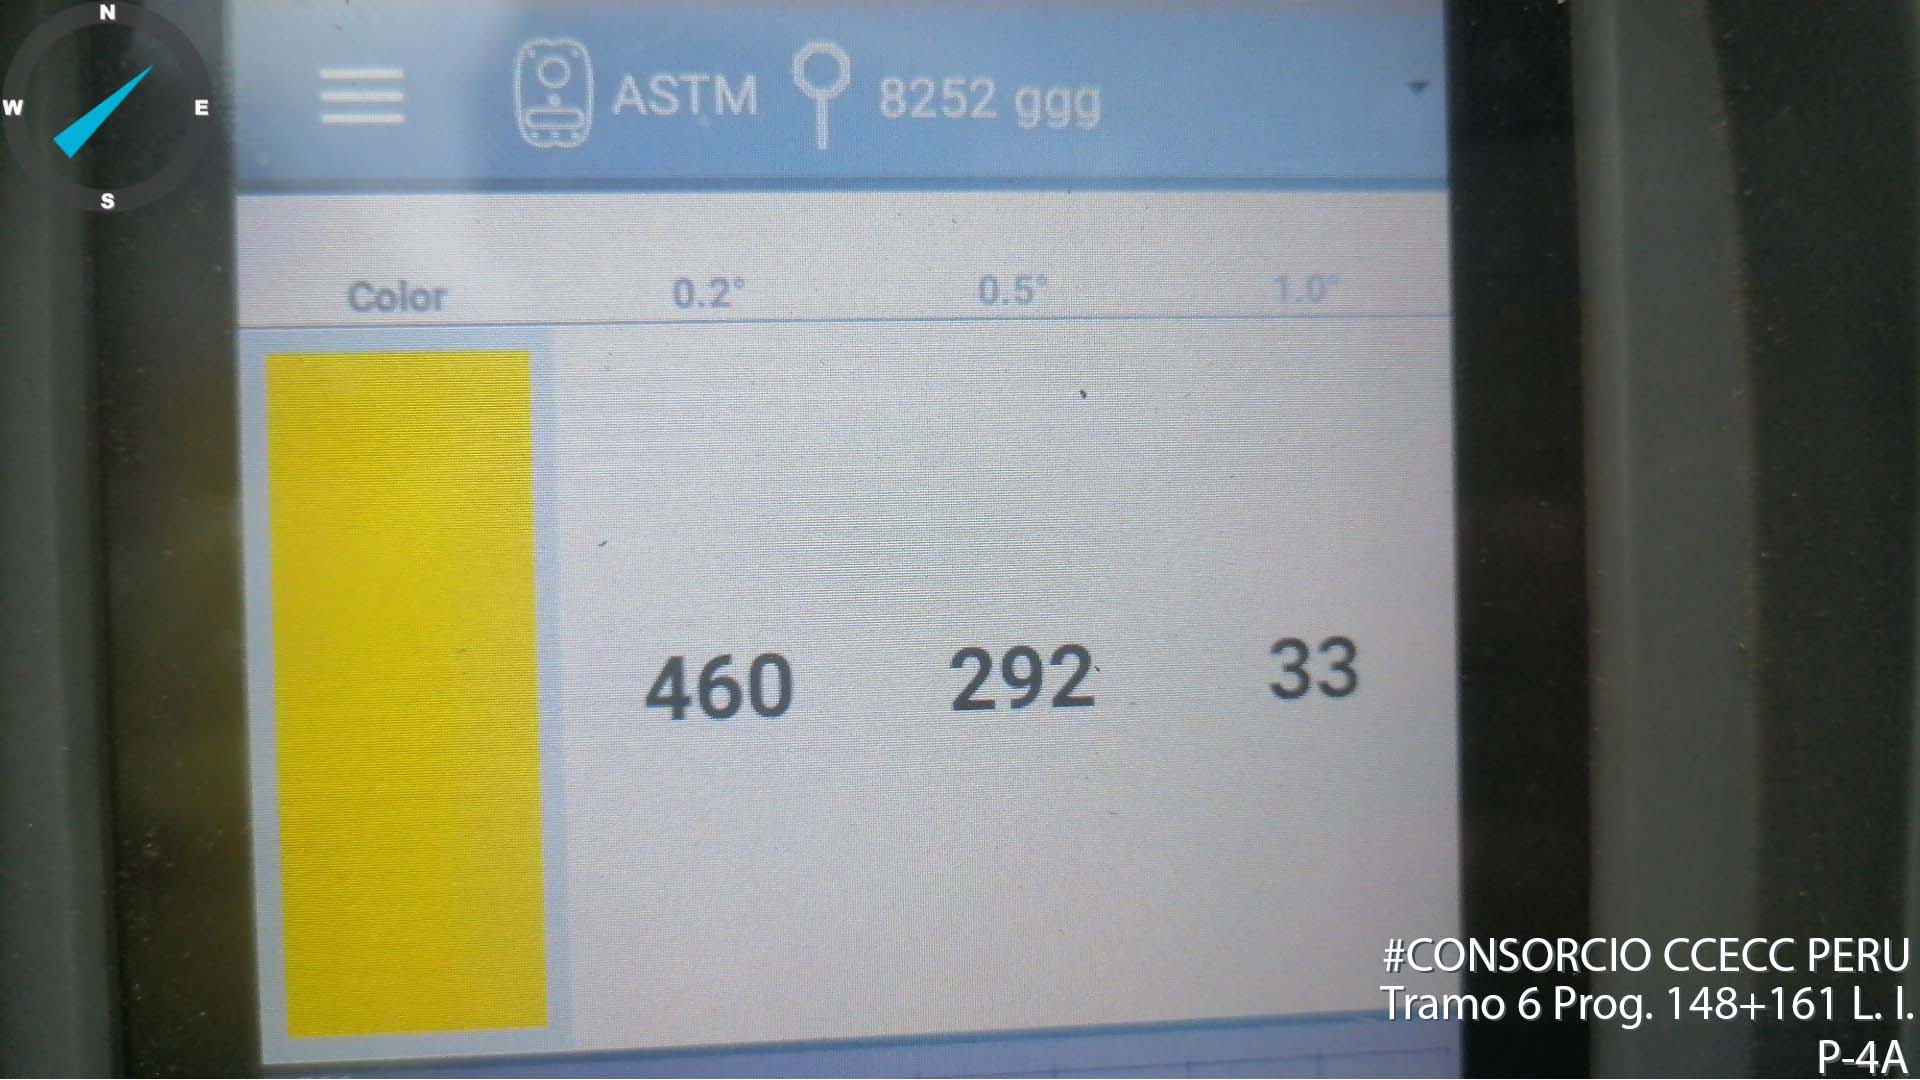 N
W E
S
ASTM 8252 ggg
Color 0.2° 0.5° 1.0°
460 292 33
#CONSORCIO CCECC PERU
Tramo 6 Prog. 148+161 L. I.
P-4A